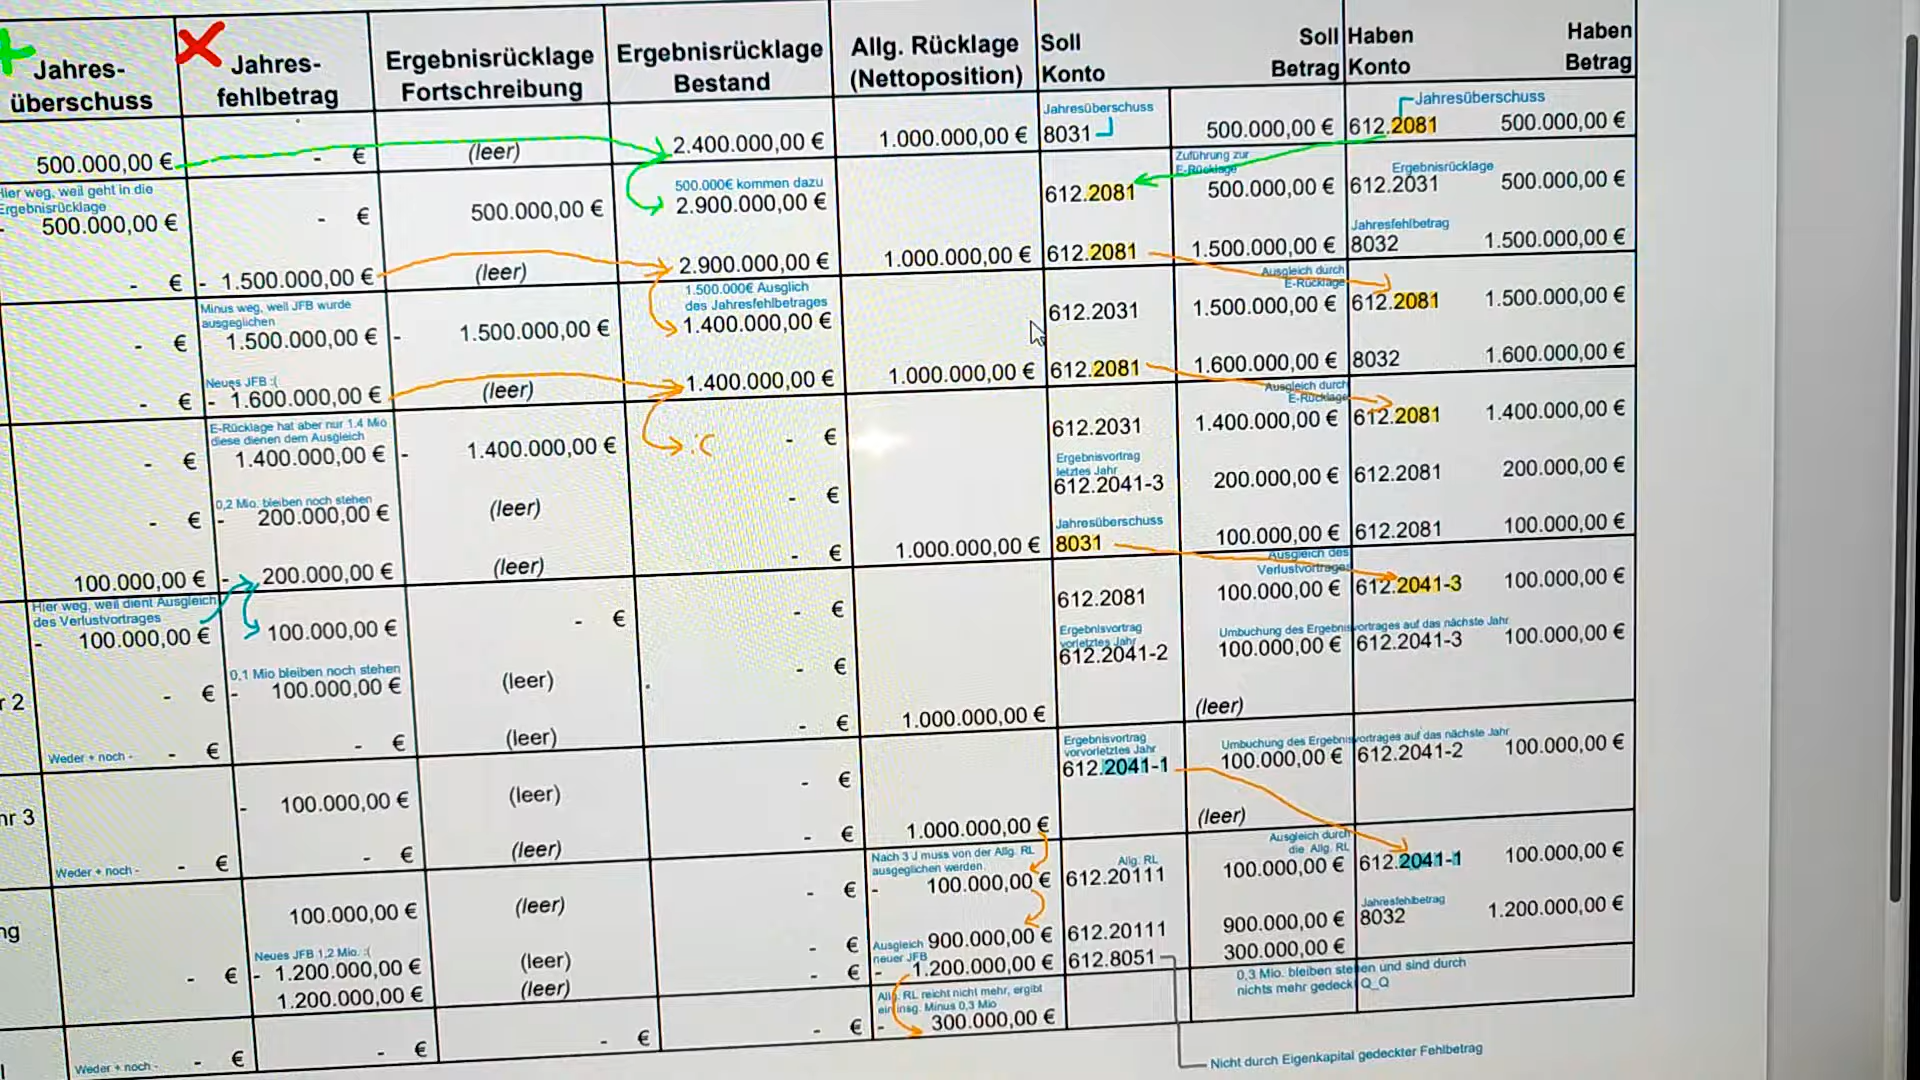 Jahres- überschuss
Jahres- fehlbetrag
Ergebnisrücklage Fortschreibung
Ergebnisrücklage Bestand
Allg. Rücklage (Nettoposition)
Soll Konto
Soll Betrag
Haben Konto
Haben Betrag
500.000,00 € - € (leer) 2.400.000,00 € 1.000.000,00 €
Jahresüberschuss
8031 500.000,00 €
Jahresüberschuss
612.2081 500.000,00 €
Hier weg, weil geht in die
Ergebnisrücklage
- 500.000,00 € - € 500.000,00 €
500.000€ kommen dazu
2.900.000,00 €
612.2081
Zuführung zur
E-Rücklage
500.000,00 €
Ergebnisrücklage
612.2031 500.000,00 €
- € - 1.500.000,00 € (leer) 2.900.000,00 € 1.000.000,00 € 612.2081 1.500.000,00 €
Jahresfehlbetrag
8032 1.500.000,00 €
Minus weg, weil JFB wurde
ausgeglichen
- € 1.500.000,00 € - 1.500.000,00 €
1.500.000€ Ausglich
des Jahresfehlbetrages
1.400.000,00 €
612.2031
Ausgleich durch
E-Rücklage
1.500.000,00 € 612.2081 1.500.000,00 €
Neues JFB :(
- € - 1.600.000,00 € (leer) 1.400.000,00 € 1.000.000,00 € 612.2081 1.600.000,00 € 8032 1.600.000,00 €
E-Rücklage hat aber nur 1.4 Mio
diese dienen dem Ausgleich
- € 1.400.000,00 € - 1.400.000,00 € :( - € 612.2031
Ausgleich durch
E-Rücklage
1.400.000,00 € 612.2081 1.400.000,00 €
0,2 Mio. bleiben noch stehen
- € - 200.000,00 € (leer) - €
Ergebnisvortrag
letztes Jahr
612.2041-3 200.000,00 € 612.2081 200.000,00 €
100.000,00 € - 200.000,00 € (leer) - € 1.000.000,00 €
Jahresüberschuss
8031 100.000,00 € 612.2081 100.000,00 €
Hier weg, weil dient Ausgleich
des Verlustvortrages
- 100.000,00 € 100.000,00 € - € - € 612.2081
Ausgleich des
Verlustvortrages
100.000,00 € 612.2041-3 100.000,00 €
r 2
0,1 Mio bleiben noch stehen
- € - 100.000,00 € (leer) - €
Ergebnisvortrag
vorletztes Jahr
612.2041-2
Umbuchung des Ergebnisvortrages auf das nächste Jahr
100.000,00 € 612.2041-3 100.000,00 €
Weder + noch - - € - € (leer) - € 1.000.000,00 € (leer)
hr 3
- 100.000,00 € (leer) - €
Ergebnisvortrag
vorvorletztes Jahr
612.2041-1
Umbuchung des Ergebnisvortrages auf das nächste Jahr
100.000,00 € 612.2041-2 100.000,00 €
Weder + noch - - € - € (leer) - € 1.000.000,00 € (leer)
ng
100.000,00 € (leer) - €
Nach 3 J muss von der Allg. RL
ausgeglichen werden.
- 100.000,00 €
Allg. RL
612.20111
Ausgleich durch
die Allg. RL
100.000,00 € 612.2041-1 100.000,00 €
Neues JFB 1,2 Mio. :(
- € - 1.200.000,00 € (leer) - € 900.000,00 € 612.20111 900.000,00 €
Jahresfehlbetrag
8032 1.200.000,00 €
Ausgleich
neuer JFB
1.200.000,00 € (leer) - € - 1.200.000,00 € 612.8051 300.000,00 €
0,3 Mio. bleiben stehen und sind durch
nichts mehr gedeckt Q_Q
Allg. RL reicht nicht mehr, ergibt
ein insg. Minus 0,3 Mio
Weder + noch - - € - € - € - € - 300.000,00 €
Nicht durch Eigenkapital gedeckter Fehlbetrag